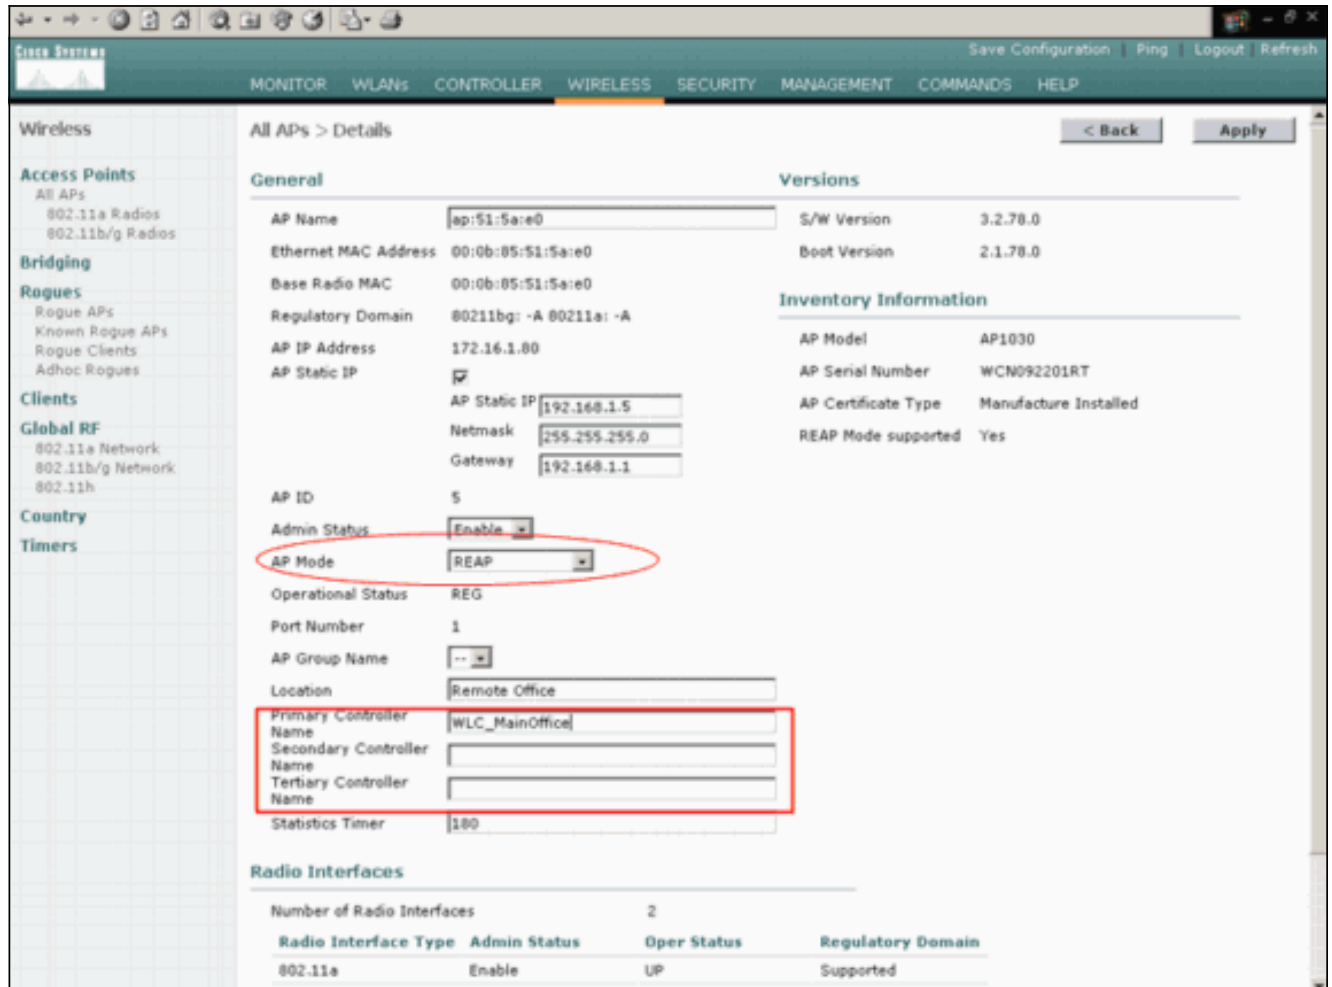 CISCO SYSTEMS
Save Configuration | Ping | Logout | Refresh
MONITOR WLANs CONTROLLER WIRELESS SECURITY MANAGEMENT COMMANDS HELP
Wireless
Access Points
All APs
802.11a Radios
802.11b/g Radios
Bridging
Rogues
Rogue APs
Known Rogue APs
Rogue Clients
Adhoc Rogues
Clients
Global RF
802.11a Network
802.11b/g Network
802.11h
Country
Timers
All APs > Details
< Back Apply
General
AP Name ap:51:5a:e0
Ethernet MAC Address 00:0b:85:51:5a:e0
Base Radio MAC 00:0b:85:51:5a:e0
Regulatory Domain 80211bg: -A 80211a: -A
AP IP Address 172.16.1.80
AP Static IP
AP Static IP 192.168.1.5
Netmask 255.255.255.0
Gateway 192.168.1.1
AP ID 5
Admin Status Enable
AP Mode REAP
Operational Status REG
Port Number 1
AP Group Name --
Location Remote Office
Primary Controller
Name WLC_MainOffice
Secondary Controller
Name
Tertiary Controller
Name
Statistics Timer 180
Versions
S/W Version 3.2.78.0
Boot Version 2.1.78.0
Inventory Information
AP Model AP1030
AP Serial Number WCN092201RT
AP Certificate Type Manufacture Installed
REAP Mode supported Yes
Radio Interfaces
Number of Radio Interfaces 2
Radio Interface Type Admin Status Oper Status Regulatory Domain
802.11a Enable UP Supported